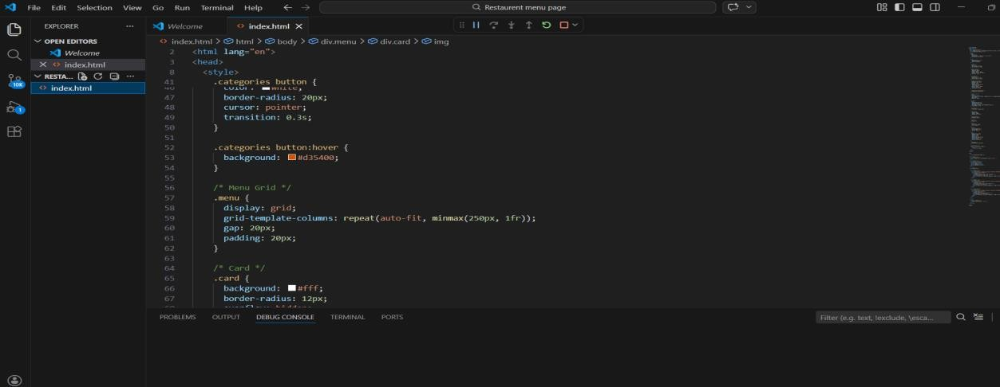 File Edit Selection View Go Run Terminal Help
Restaurent menu page
EXPLORER
OPEN EDITORS
Welcome
index.html
RESTA...
index.html
10K
1
Welcome
index.html
index.html > html > body > div.menu > div.card > img
2 <html lang="en">
3 <head>
8 <style>
41 .categories button {
46 color: white;
47 border-radius: 20px;
48 cursor: pointer;
49 transition: 0.3s;
50 }
51
52 .categories button:hover {
53 background: #d35400;
54 }
55
56 /* Menu Grid */
57 .menu {
58 display: grid;
59 grid-template-columns: repeat(auto-fit, minmax(250px, 1fr));
60 gap: 20px;
61 padding: 20px;
62 }
63
64 /* Card */
65 .card {
66 background: #fff;
67 border-radius: 12px;
PROBLEMS OUTPUT DEBUG CONSOLE TERMINAL PORTS
Filter (e.g. text, !exclude, \esca...